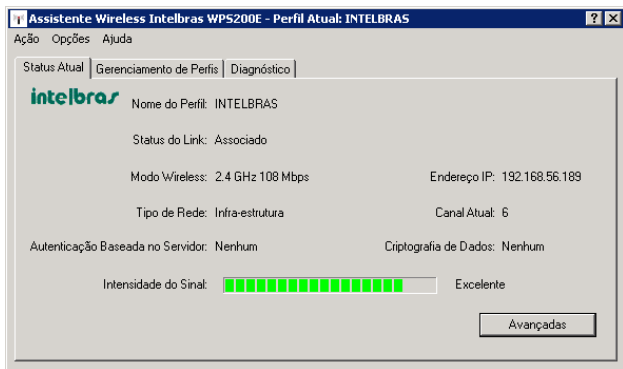 Assistente Wireless Intelbras WPS200E - Perfil Atual: INTELBRAS
Ação Opções Ajuda
Status Atual Gerenciamento de Perfis Diagnóstico
intelbras
Nome do Perfil: INTELBRAS
Status do Link: Associado
Modo Wireless: 2.4 GHz 108 Mbps Endereço IP: 192.168.56.189
Tipo de Rede: Infra-estrutura Canal Atual: 6
Autenticação Baseada no Servidor: Nenhum Criptografia de Dados: Nenhum
Intensidade do Sinal: Excelente
Avançadas